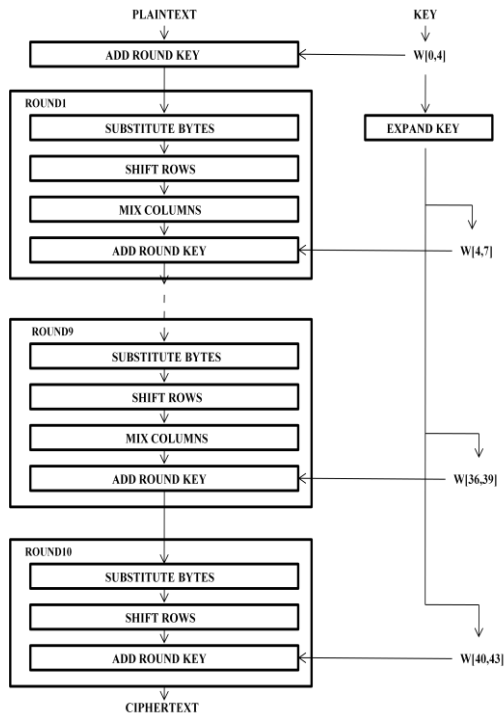 PLAINTEXT
KEY
ADD ROUND KEY
W[0,4]
ROUND1
SUBSTITUTE BYTES
EXPAND KEY
SHIFT ROWS
MIX COLUMNS
ADD ROUND KEY
W[4,7]
ROUND9
SUBSTITUTE BYTES
SHIFT ROWS
MIX COLUMNS
ADD ROUND KEY
W[36,39]
ROUND10
SUBSTITUTE BYTES
SHIFT ROWS
ADD ROUND KEY
W[40,43]
CIPHERTEXT